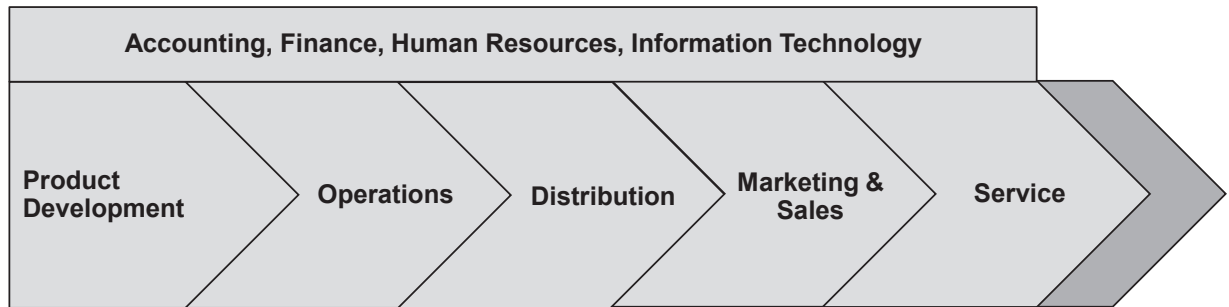 Accounting, Finance, Human Resources, Information Technology
Product
Development
Operations
Distribution
Marketing &
Sales
Service